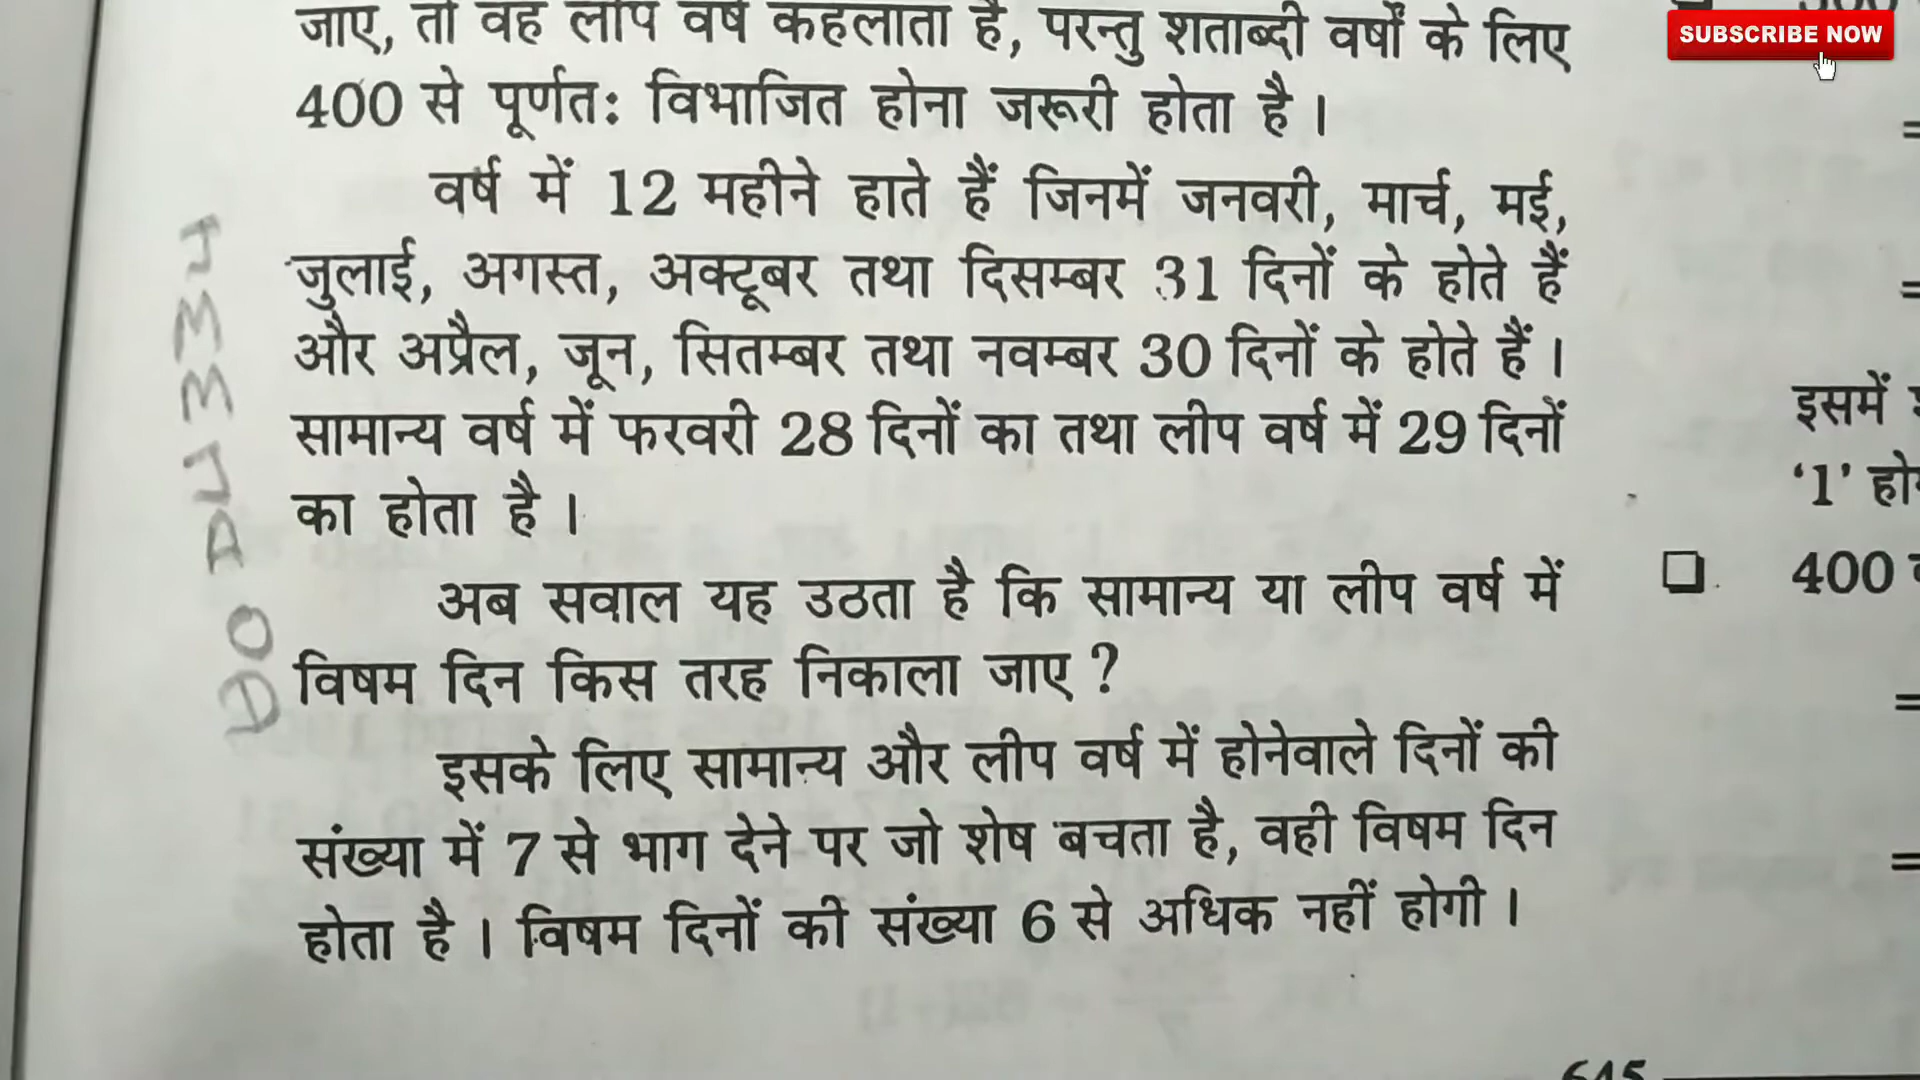 जाए, तो वह लीप वर्ष कहलाता है, परन्तु शताब्दी वर्षों के लिए
400 से पूर्णत: विभाजित होना जरूरी होता है ।
वर्ष में 12 महीने हाते हैं जिनमें जनवरी, मार्च, मई,
जुलाई, अगस्त, अक्टूबर तथा दिसम्बर 31 दिनों के होते हैं
और अप्रैल, जून, सितम्बर तथा नवम्बर 30 दिनों के होते हैं ।
सामान्य वर्ष में फरवरी 28 दिनों का तथा लीप वर्ष में 29 दिनों
का होता है ।
अब सवाल यह उठता है कि सामान्य या लीप वर्ष में
विषम दिन किस तरह निकाला जाए ?
इसके लिए सामान्य और लीप वर्ष में होनेवाले दिनों की
संख्या में 7 से भाग देने पर जो शेष बचता है, वही विषम दिन
होता है । विषम दिनों की संख्या 6 से अधिक नहीं होगी ।
SUBSCRIBE NOW
=
=
इसमें
‘1’
400
=
=